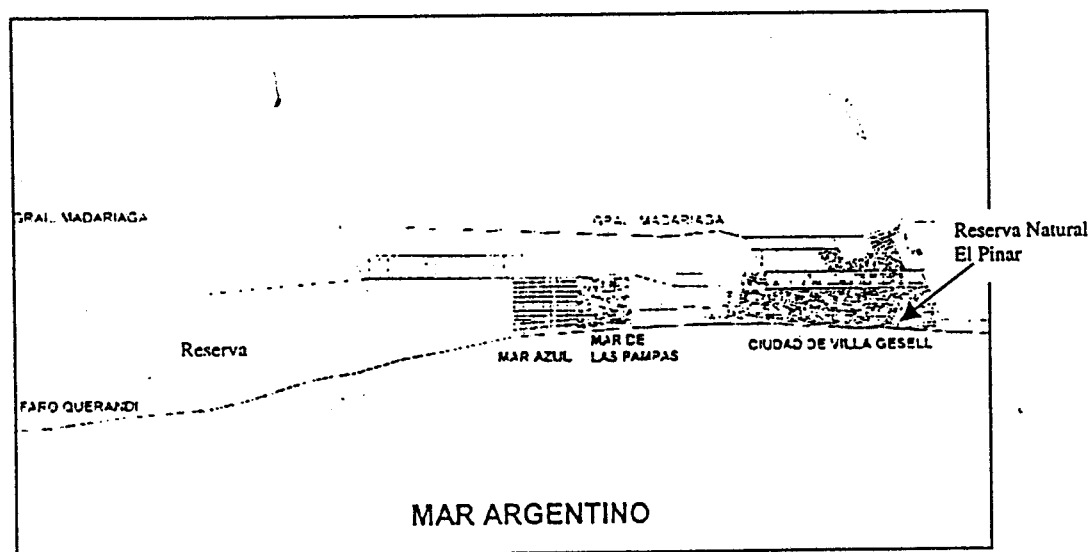 GRAL. MADARIAGA
GRAL. MADARIAGA
Reserva Natural
El Pinar
Reserva
MAR AZUL
MAR DE
LAS PAMPAS
CIUDAD DE VILLA GESELL
FARO QUERANDI
MAR ARGENTINO